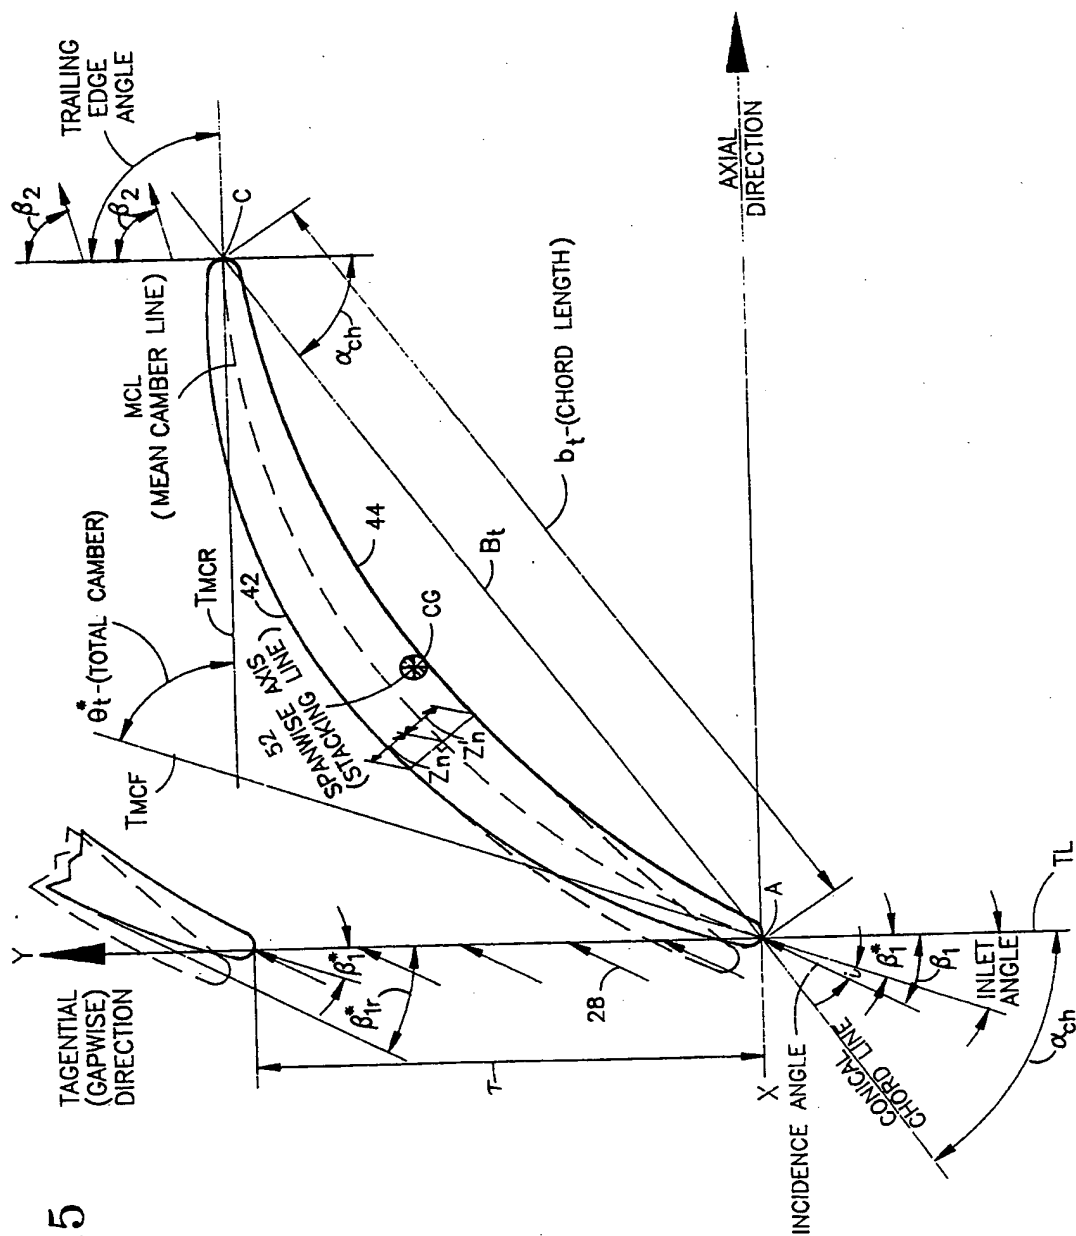 5
TAGENTIAL
(GAPWISE)
DIRECTION
Y
TMCF
θt*-(TOTAL CAMBER)
TMCR
MCL
(MEAN CAMBER LINE)
β2
β2
TRAILING
EDGE
ANGLE
C
42
52
SPANWISE AXIS
(STACKING LINE)
44
CG
Zn
Z'n
αch
Bt
bt-(CHORD LENGTH)
β1*
β1r*
28
τ
X
A
AXIAL
DIRECTION
INCIDENCE ANGLE
i
β1*
β1
CONICAL
CHORD LINE
INLET
ANGLE
TL
αch